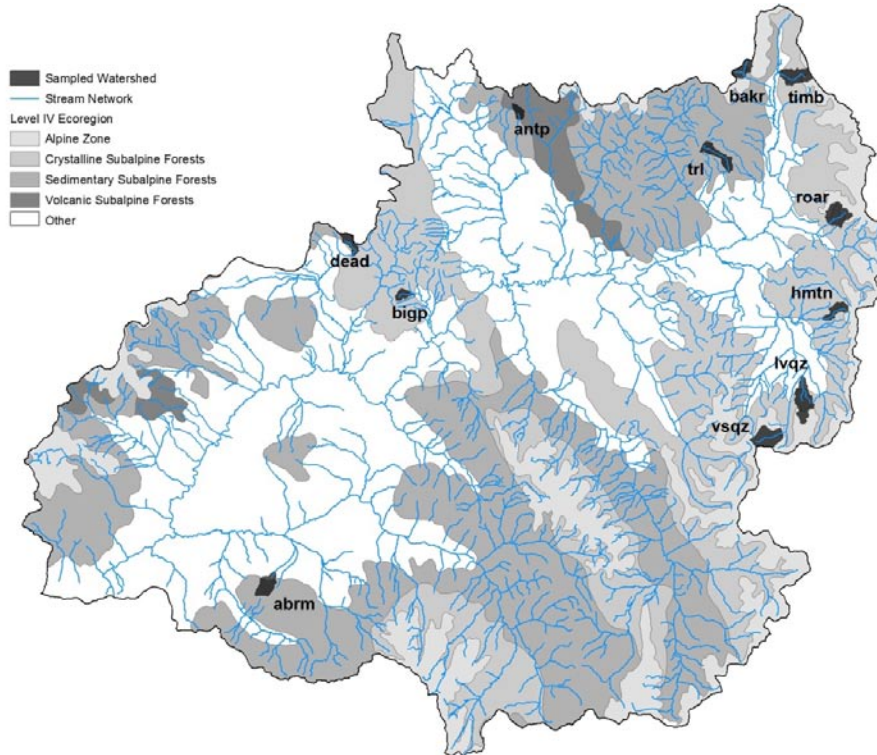 Sampled Watershed
Stream Network
Level IV Ecoregion
Alpine Zone
Crystalline Subalpine Forests
Sedimentary Subalpine Forests
Volcanic Subalpine Forests
Other
bakr
timb
antp
trl
roar
dead
hmtn
bigp
lvqz
vsqz
abrm